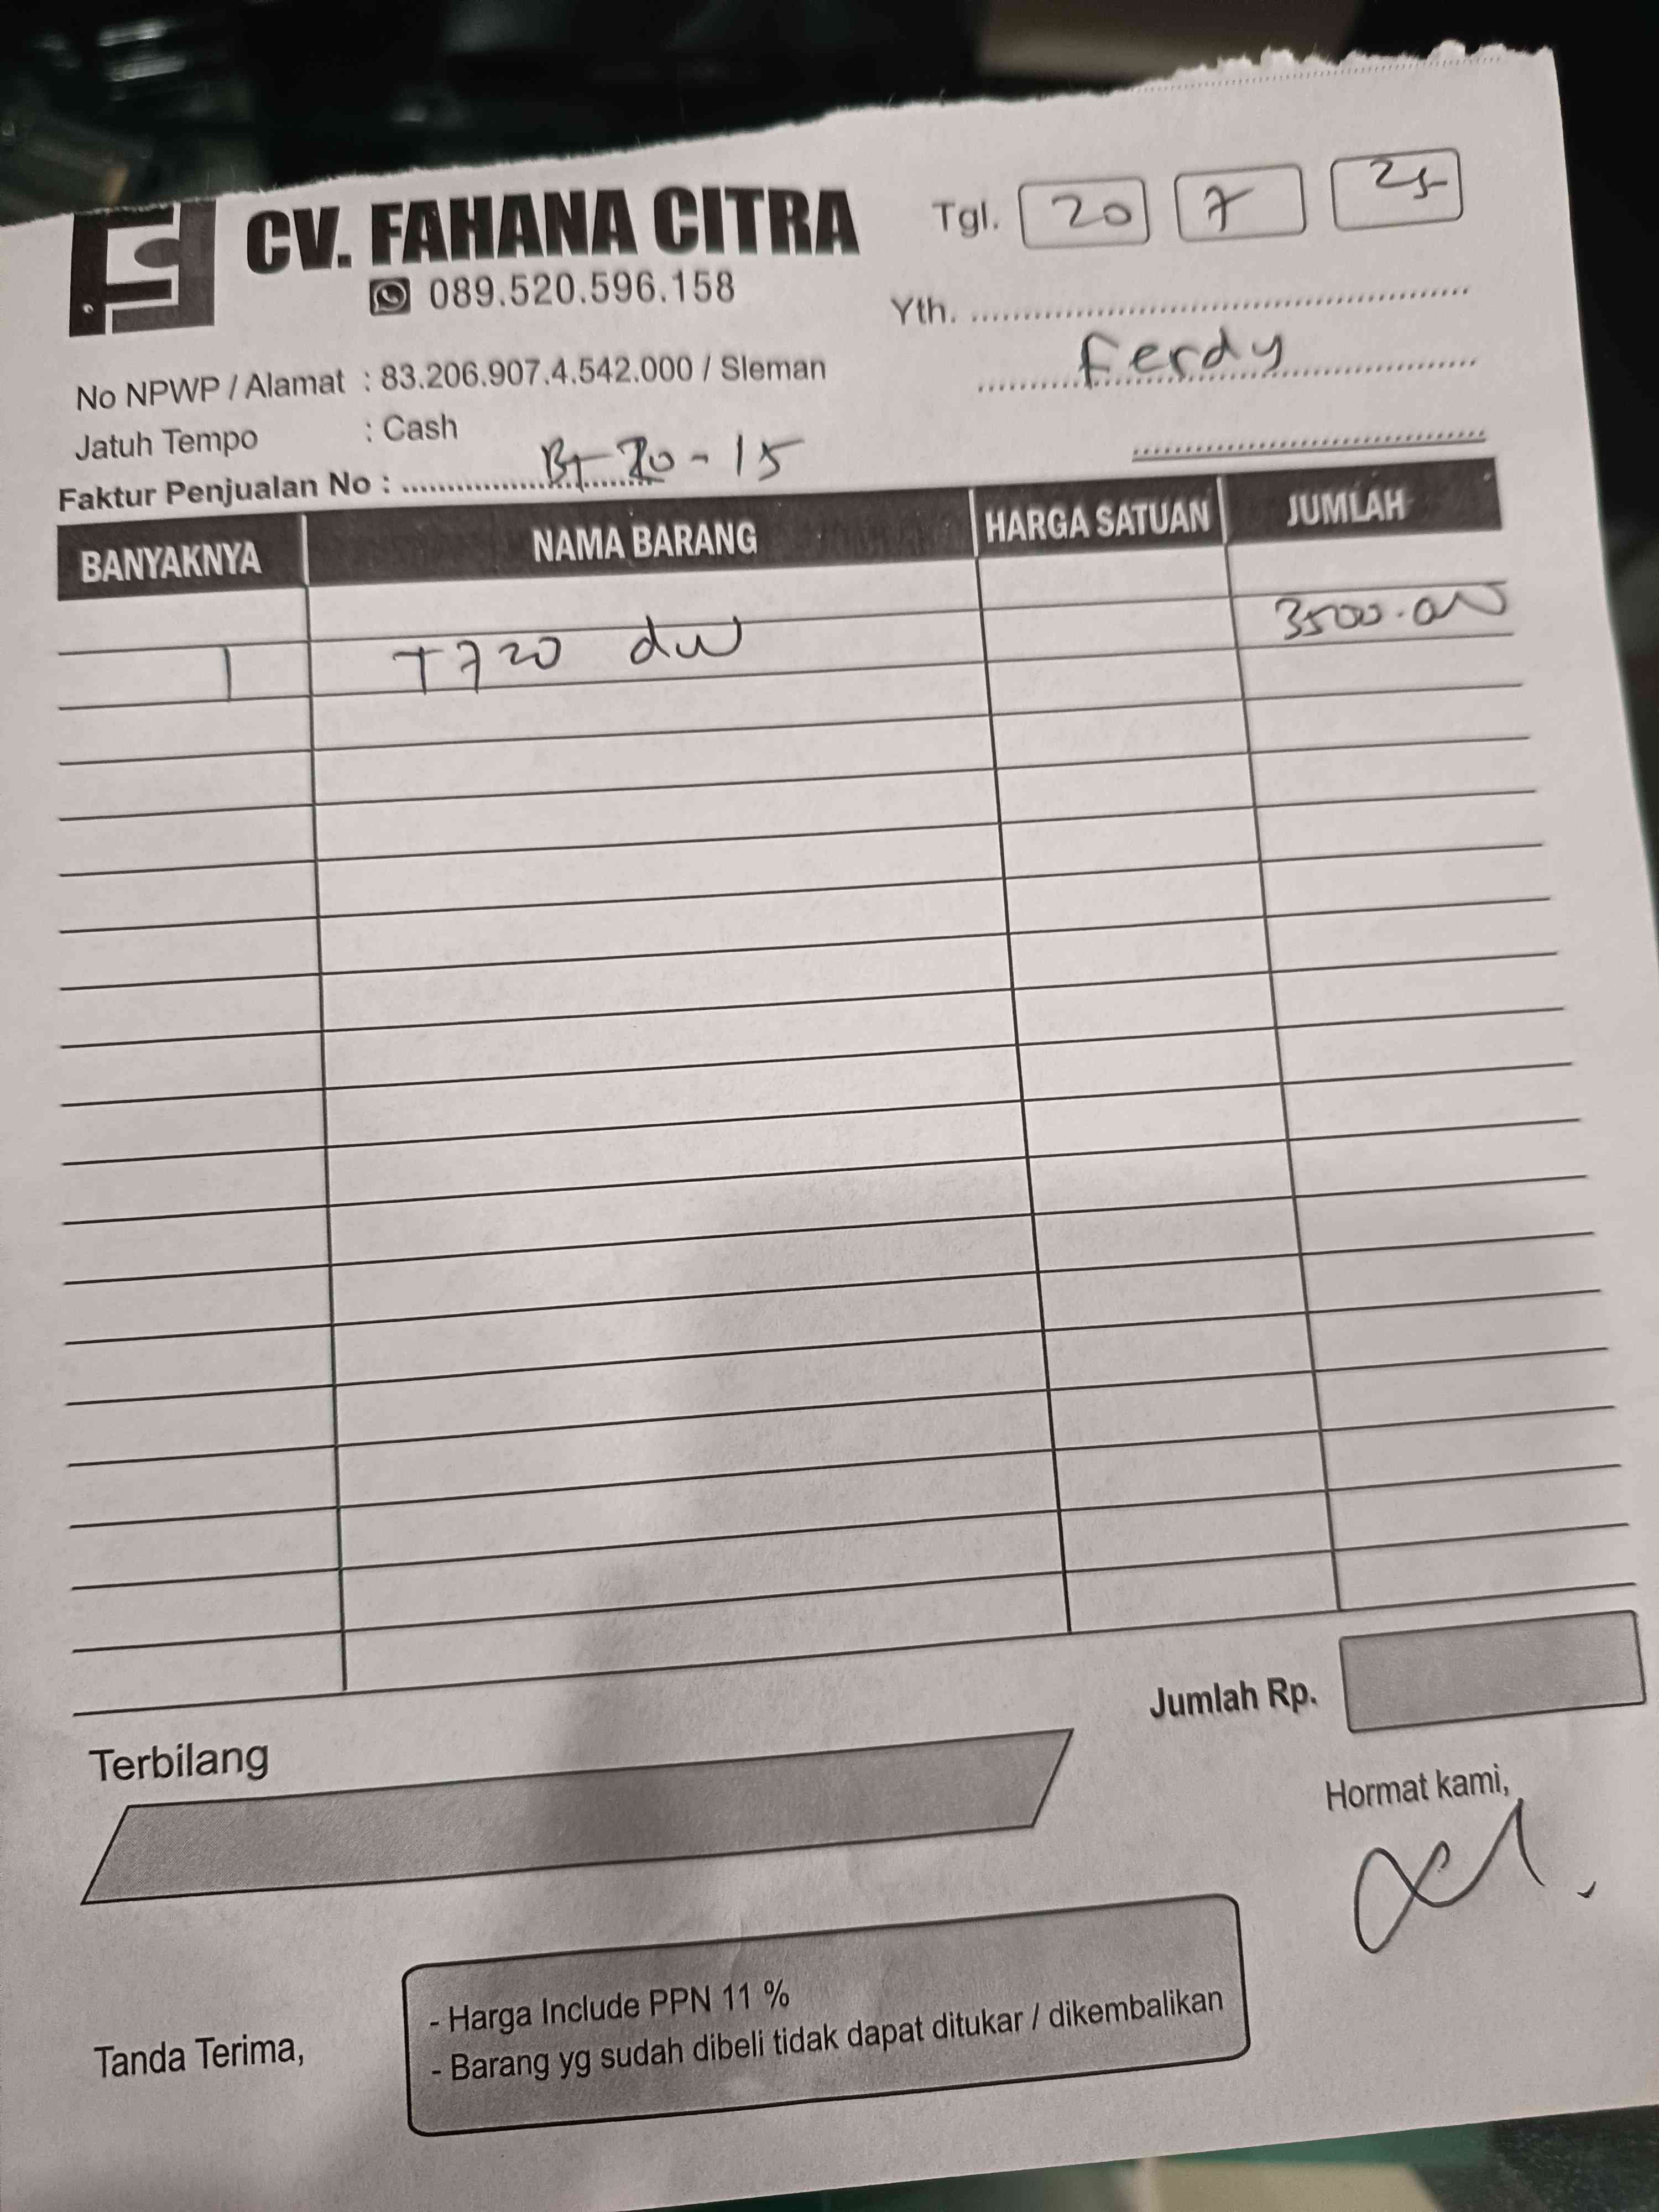 CV. FAHANA CITRA
089.520.596.158
Tgl. 20 7 25
Yth. ........................
Ferdy
No NPWP / Alamat : 83.206.907.4.542.000 / Sleman
Jatuh Tempo : Cash
Faktur Penjualan No : BT 20-15
BANYAKNYA NAMA BARANG HARGA SATUAN JUMLAH
1 T720 dw 3500.000
Jumlah Rp.
Terbilang
Hormat kami,
- Harga Include PPN 11 %
- Barang yg sudah dibeli tidak dapat ditukar / dikembalikan
Tanda Terima,